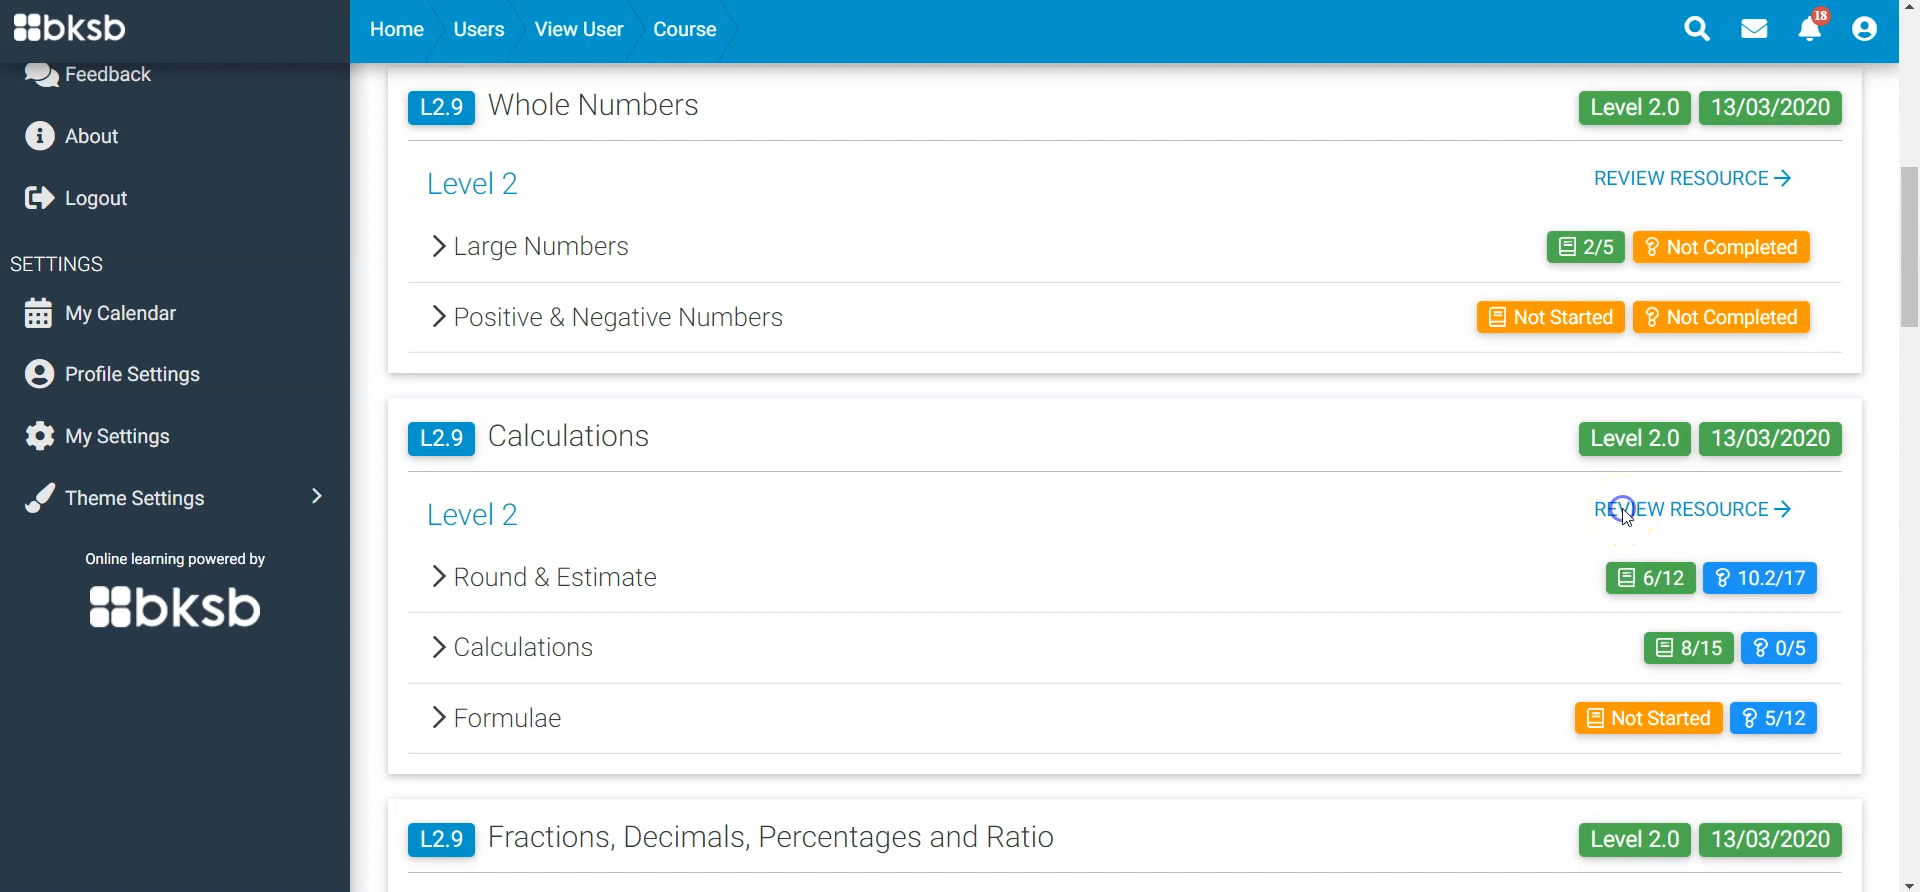 bksb
Home Users View User Course
18
Feedback
About
Logout
SETTINGS
My Calendar
Profile Settings
My Settings
Theme Settings
Online learning powered by
bksb
L2.9 Whole Numbers Level 2.0 13/03/2020
Level 2 REVIEW RESOURCE →
Large Numbers 2/5 ? Not Completed
Positive & Negative Numbers Not Started ? Not Completed
L2.9 Calculations Level 2.0 13/03/2020
Level 2 REVIEW RESOURCE →
Round & Estimate 6/12 ? 10.2/17
Calculations 8/15 ? 0/5
Formulae Not Started ? 5/12
L2.9 Fractions, Decimals, Percentages and Ratio Level 2.0 13/03/2020